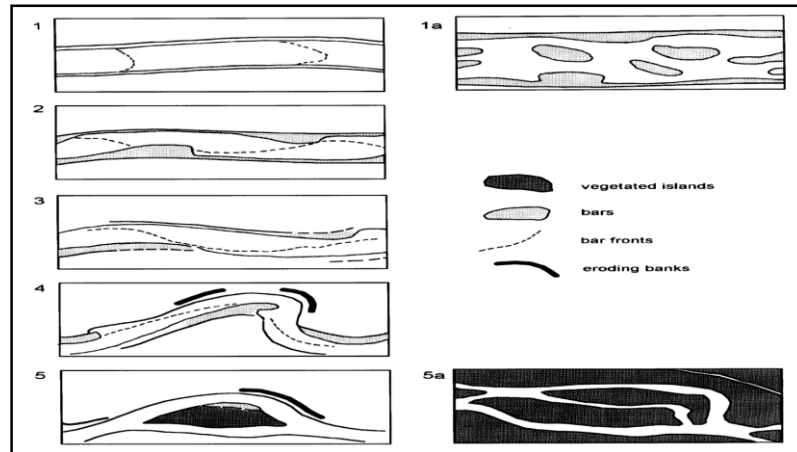 1
1a
2
3
vegetated islands
bars
bar fronts
eroding banks
4
5
5a